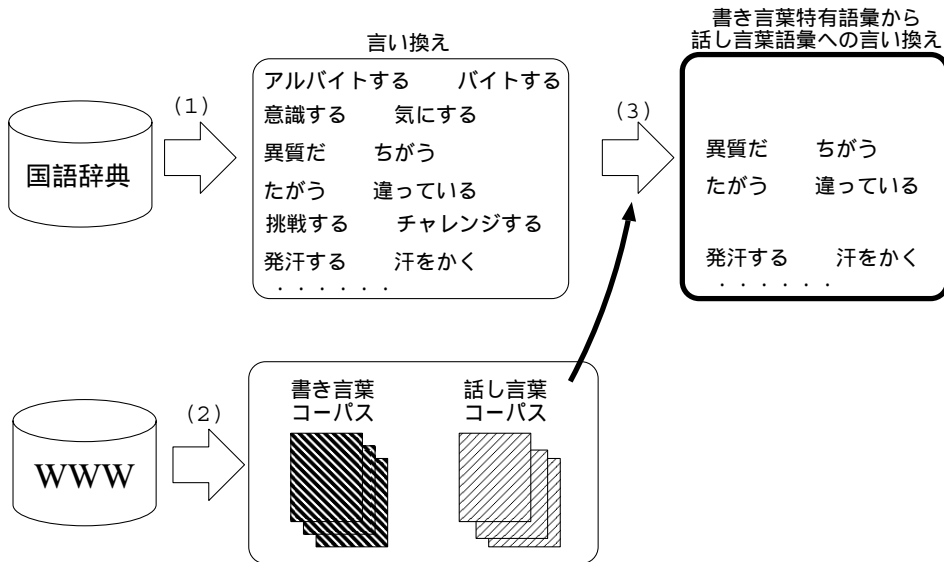 書き言葉特有語彙から
話し言葉語彙への言い換え
言い換え
アルバイトする バイトする
意識する 気にする
異質だ ちがう
たがう 違っている
挑戦する チャレンジする
発汗する 汗をかく
・・・・・・
(1)
国語辞典
(3)
異質だ ちがう
たがう 違っている
発汗する 汗をかく
・・・・・・
(2)
WWW
書き言葉
コーパス
話し言葉
コーパス